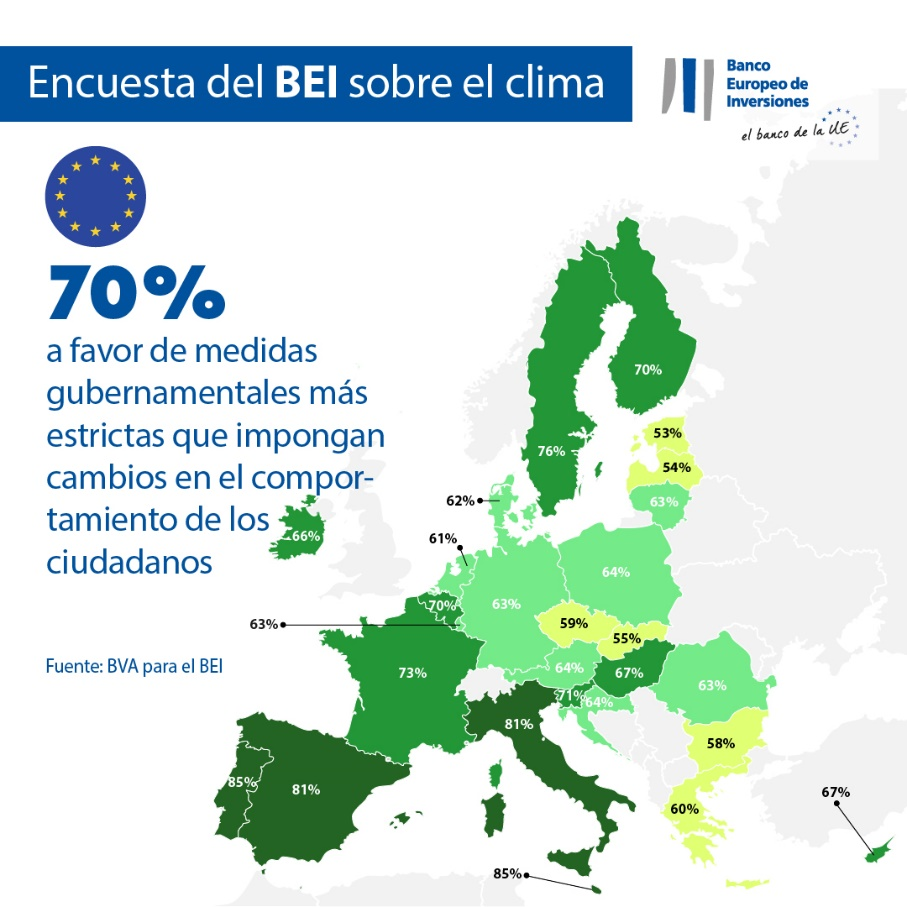 Encuesta del BEI sobre el clima
Banco
Europeo de
Inversiones
el banco de la UE
70%
a favor de medidas
gubernamentales más
estrictas que impongan
cambios en el compor-
tamiento de los
ciudadanos
Fuente: BVA para el BEI
70%
76%
53%
54%
63%
62%
66%
61%
64%
63%
70%
59%
63%
55%
73%
64%
67%
63%
71%
64%
81%
58%
85%
81%
67%
60%
85%